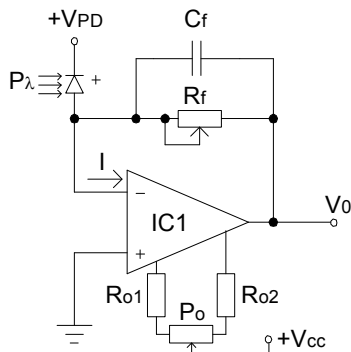 +VPD
Cf
Pλ
+
Rf
I
−
IC1
+
V0
Ro1
Po
Ro2
+Vcc